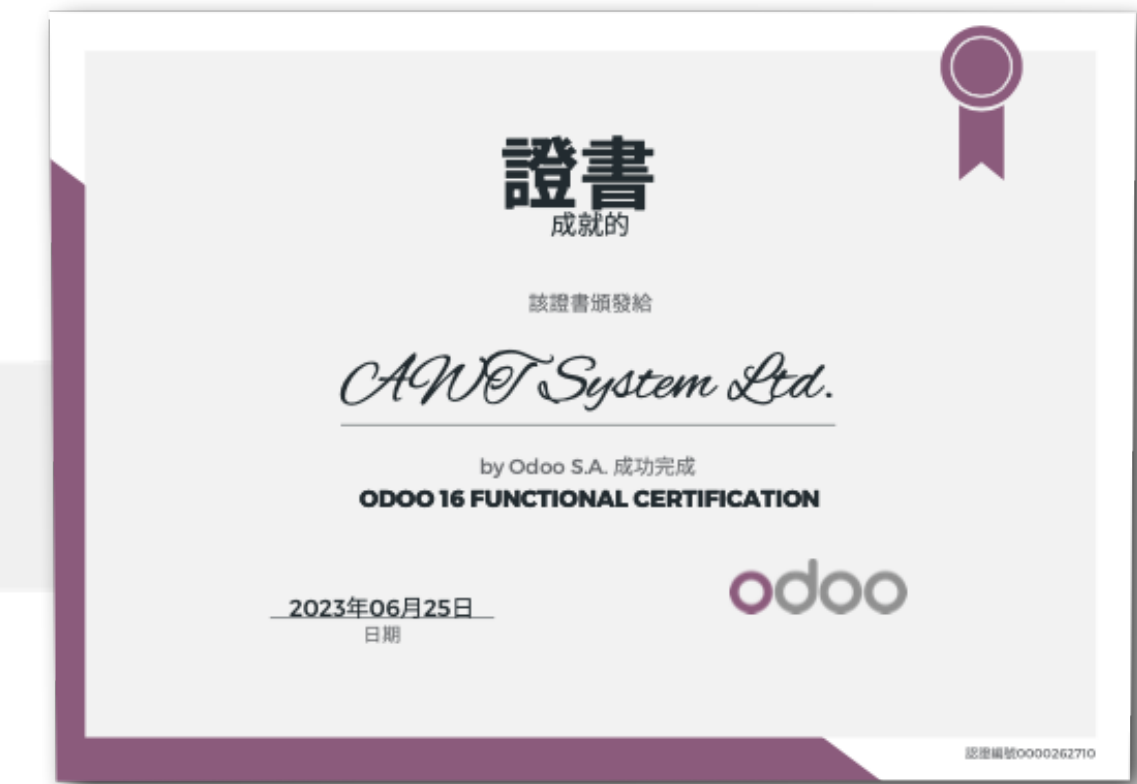 證書
成就的
該證書頒發給
AWT System Ltd.
by Odoo S.A. 成功完成
ODOO 16 FUNCTIONAL CERTIFICATION
2023年06月25日
日期
odoo
認證編號0000262710